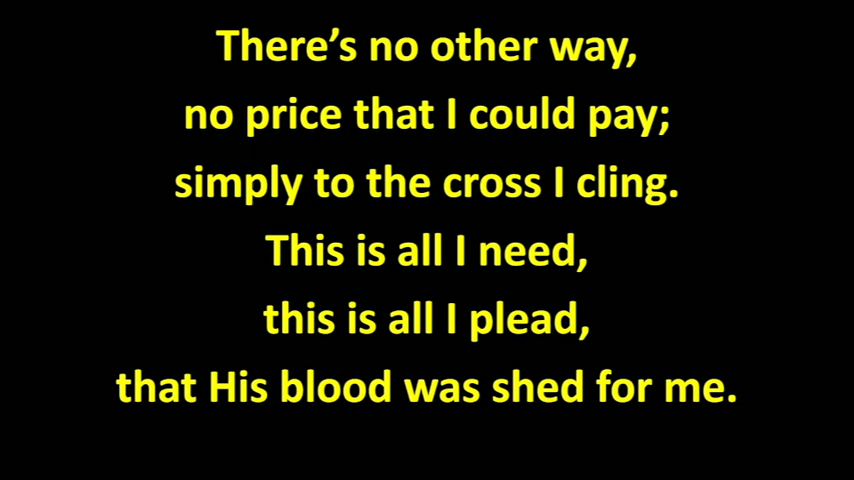 There’s no other way,
no price that I could pay;
simply to the cross I cling.
This is all I need,
this is all I plead,
that His blood was shed for me.